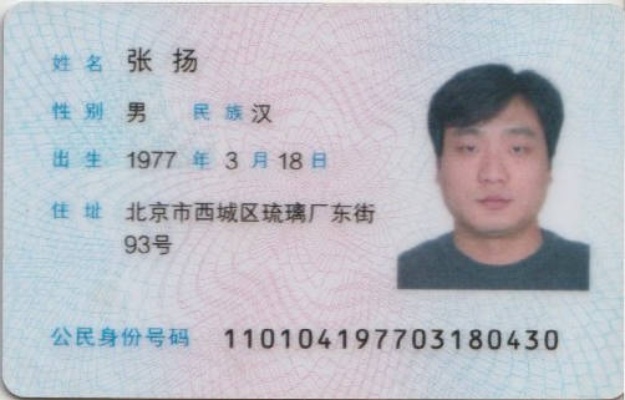 姓名 张扬
性别 男 民族 汉
出生 1977 年 3 月 18 日
住址 北京市西城区琉璃厂东街
93号
公民身份号码 110104197703180430